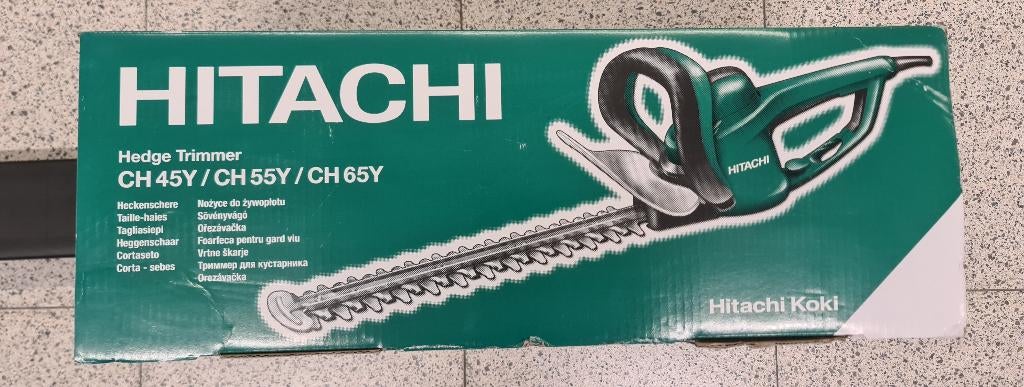 HITACHI
Hedge Trimmer
CH 45Y / CH 55Y / CH 65Y
Heckenschere
Taille-haies
Tagliasiepi
Heggenschaar
Cortaseto
Corta - sebes
Nożyce do żywopłotu
Sövényvágó
Ořezávačka
Foarfeca pentru gard viu
Vrtne škarje
Триммер для кустарника
Orezávačka
HITACHI
Hitachi Koki